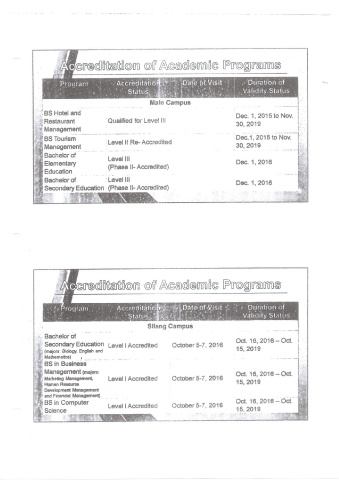 Accreditation of Academic Programs
Program Accreditation Date of Visit Duration of
Status Validity Status
Main Campus
BS Hotel and
Restaurant
Management
Qualified for Level III
Dec. 1, 2015 to Nov.
30, 2019
BS Tourism
Management
Level II Re- Accredited
Dec.1, 2015 to Nov.
30, 2019
Bachelor of
Elementary
Education
Level III
(Phase II- Accredited)
Dec. 1, 2016
Bachelor of
Secondary Education
Level III
(Phase II- Accredited)
Dec. 1, 2016
Accreditation of Academic Programs
Program Accreditation Date of Visit Duration of
Status Validity Status
Silang Campus
Bachelor of
Secondary Education
(majors: Biology, English and
Mathematics)
Level I Accredited
October 5-7, 2016
Oct. 16, 2016 – Oct.
15, 2019
BS in Business
Management (majors:
Marketing Management,
Human Resource
Development Management
and Financial Management)
Level I Accredited
October 5-7, 2016
Oct. 16, 2016 – Oct.
15, 2019
BS in Computer
Science
Level I Accredited
October 5-7, 2016
Oct. 16, 2016 – Oct.
15, 2019